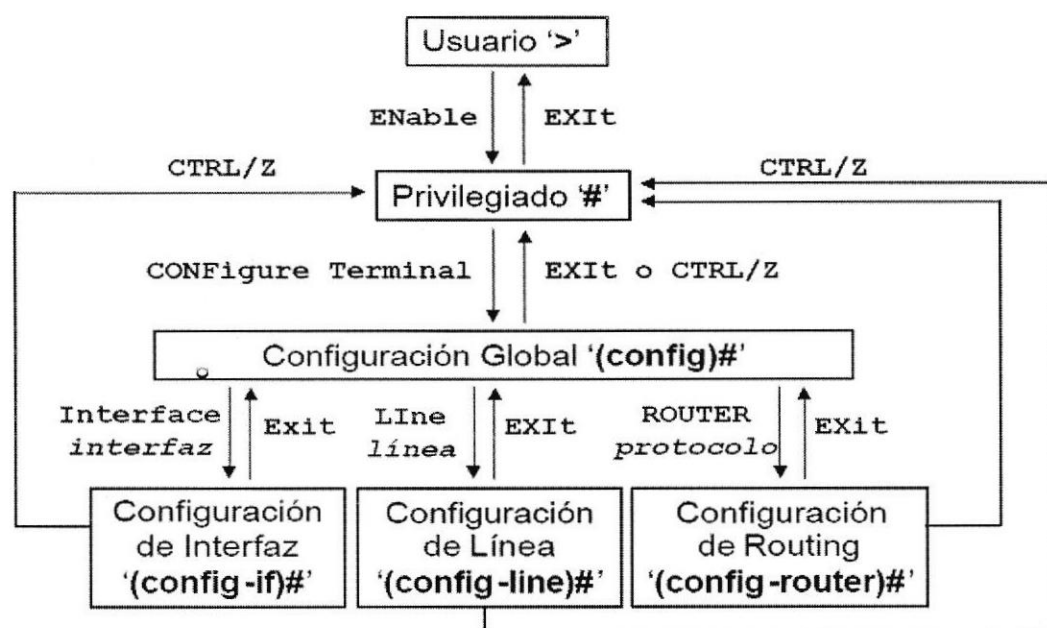 Usuario '>'
ENable
EXIt
CTRL/Z
CTRL/Z
Privilegiado '#'
CONFigure Terminal
EXIt o CTRL/Z
Configuración Global '(config)#'
Interface
interfaz
Exit
LIne
línea
EXIt
ROUTER
protocolo
EXit
Configuración
de Interfaz
'(config-if)#'
Configuración
de Línea
'(config-line)#'
Configuración
de Routing
'(config-router)#'